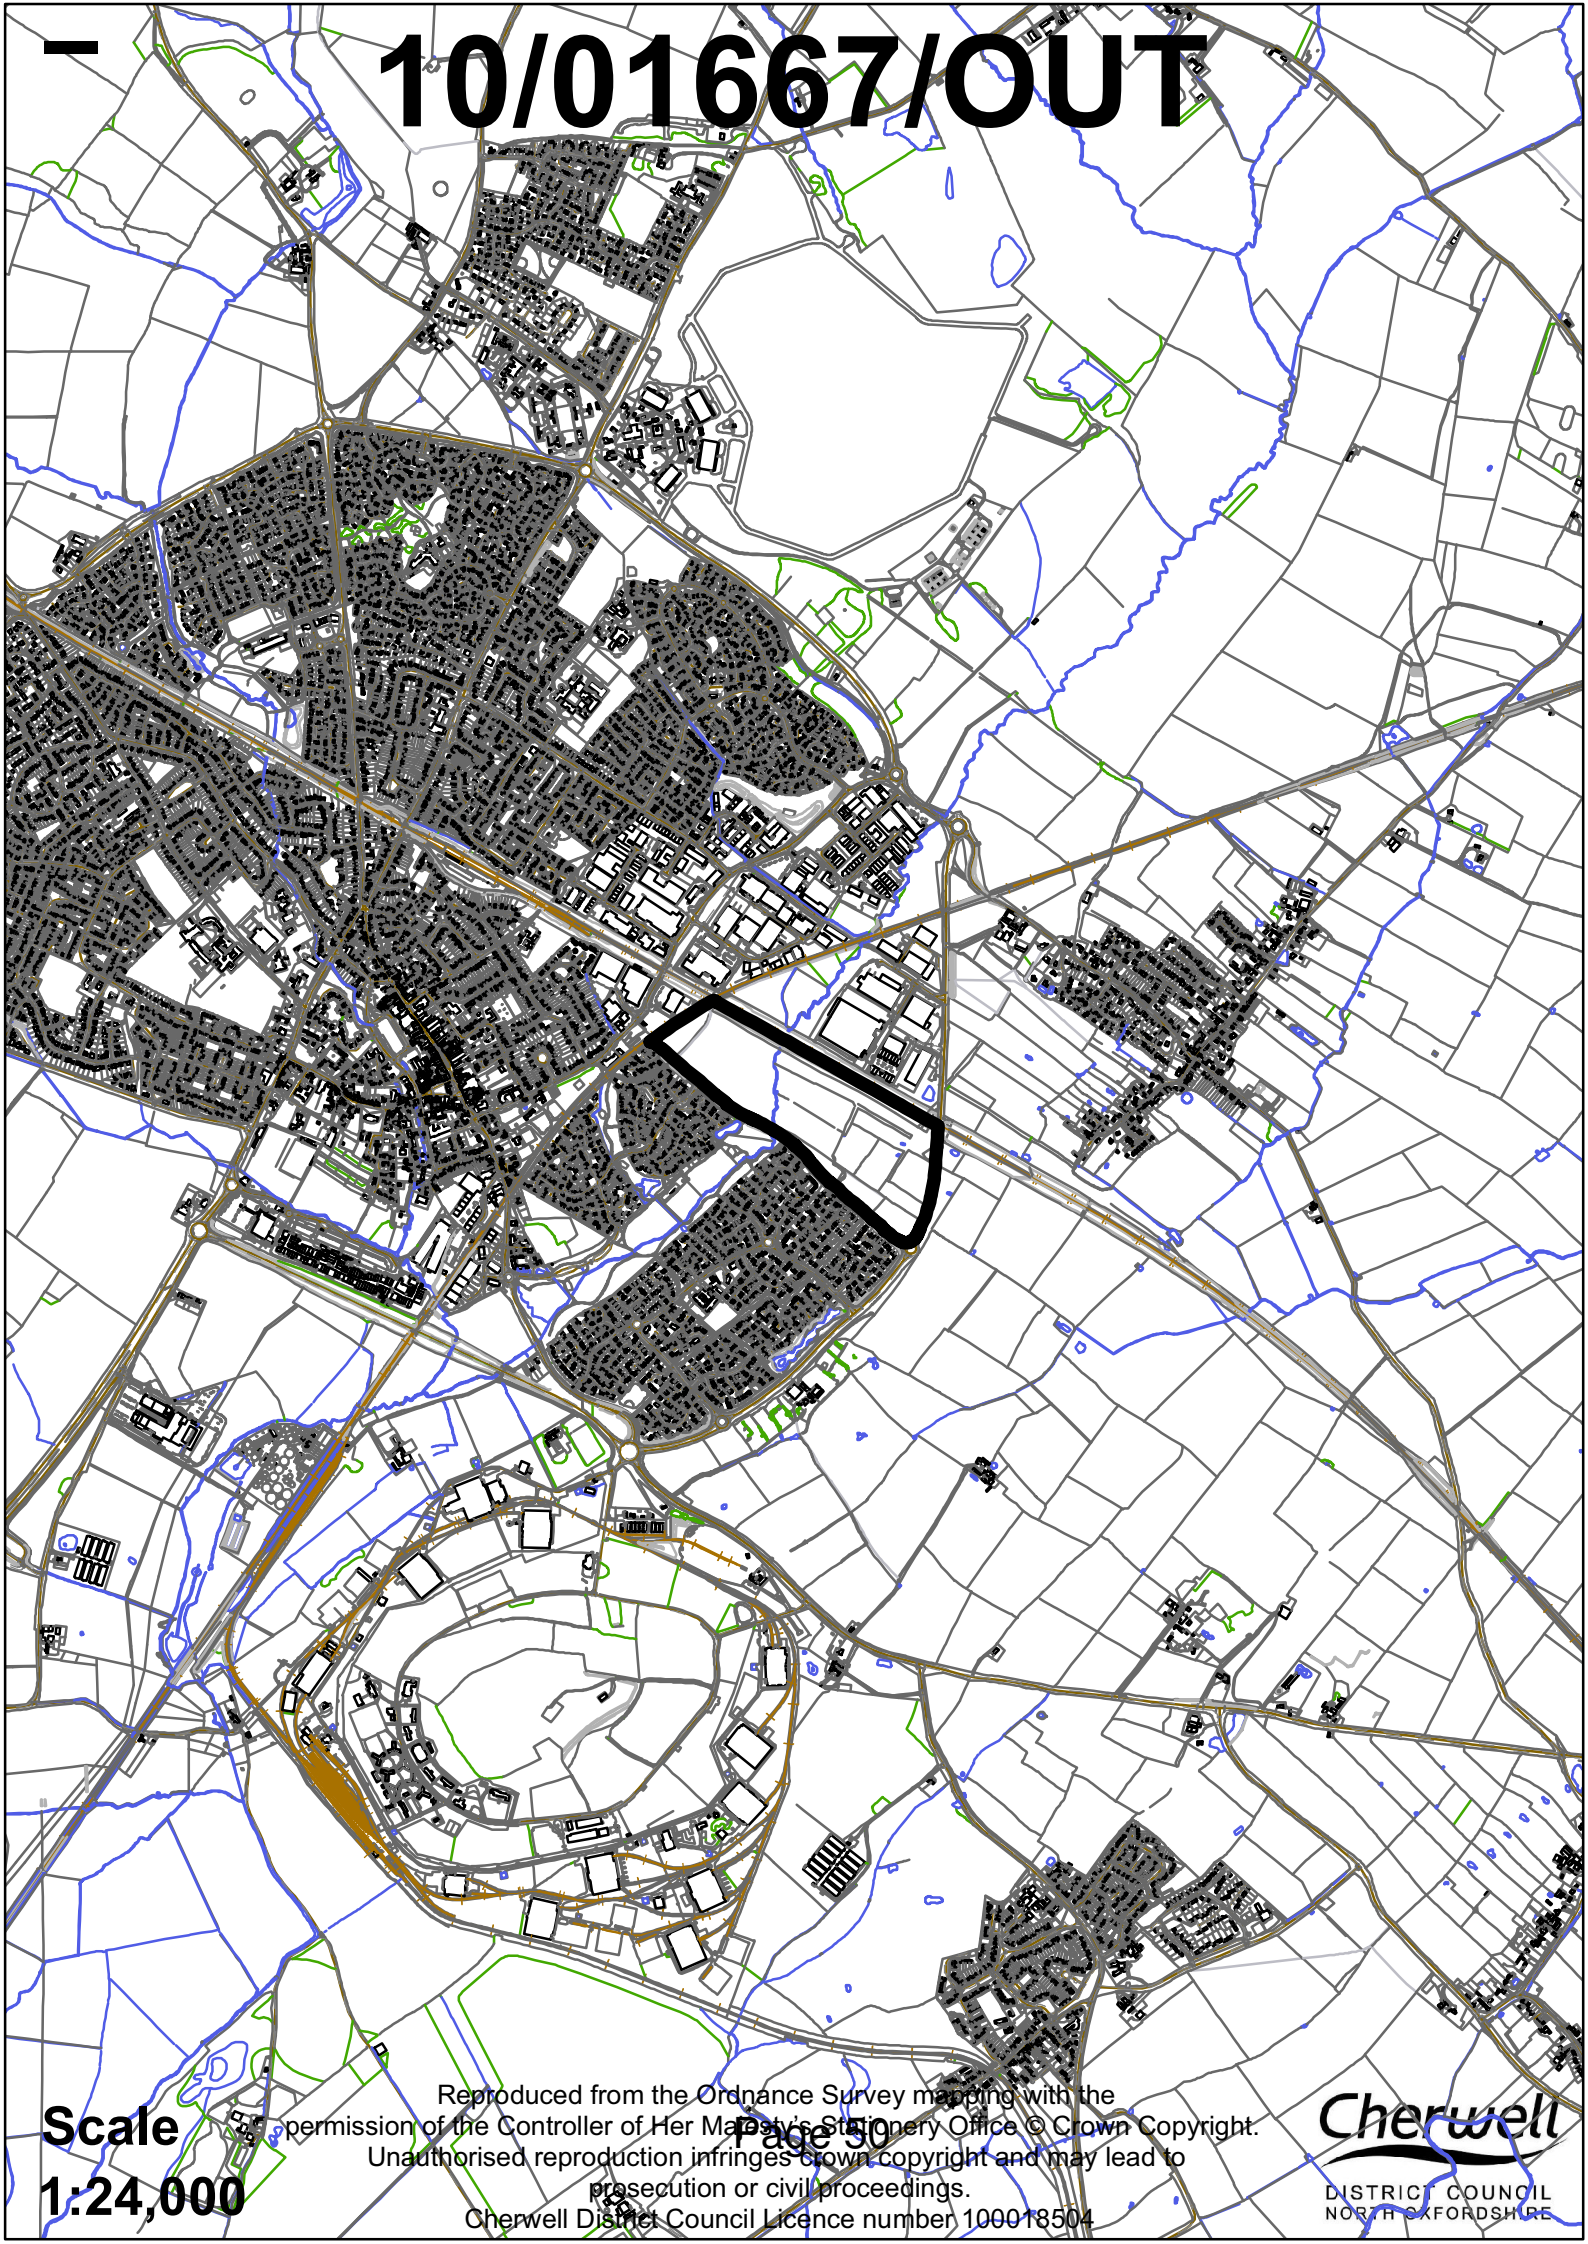 10/01667/OUT
Scale
1:24,000
Reproduced from the Ordnance Survey mapping with the
permission of the Controller of Her Majesty's Stationery Office © Crown Copyright.
Page 50
Unauthorised reproduction infringes crown copyright and may lead to
prosecution or civil proceedings.
Cherwell District Council Licence number 100018504
Cherwell
DISTRICT COUNCIL
NORTH OXFORDSHIRE